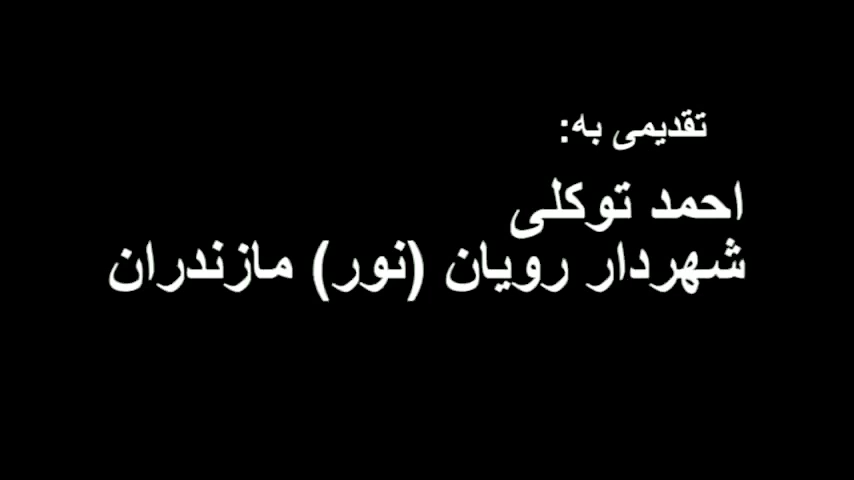 تقدیمی به:
احمد توکلی
شهردار رویان (نور) مازندران